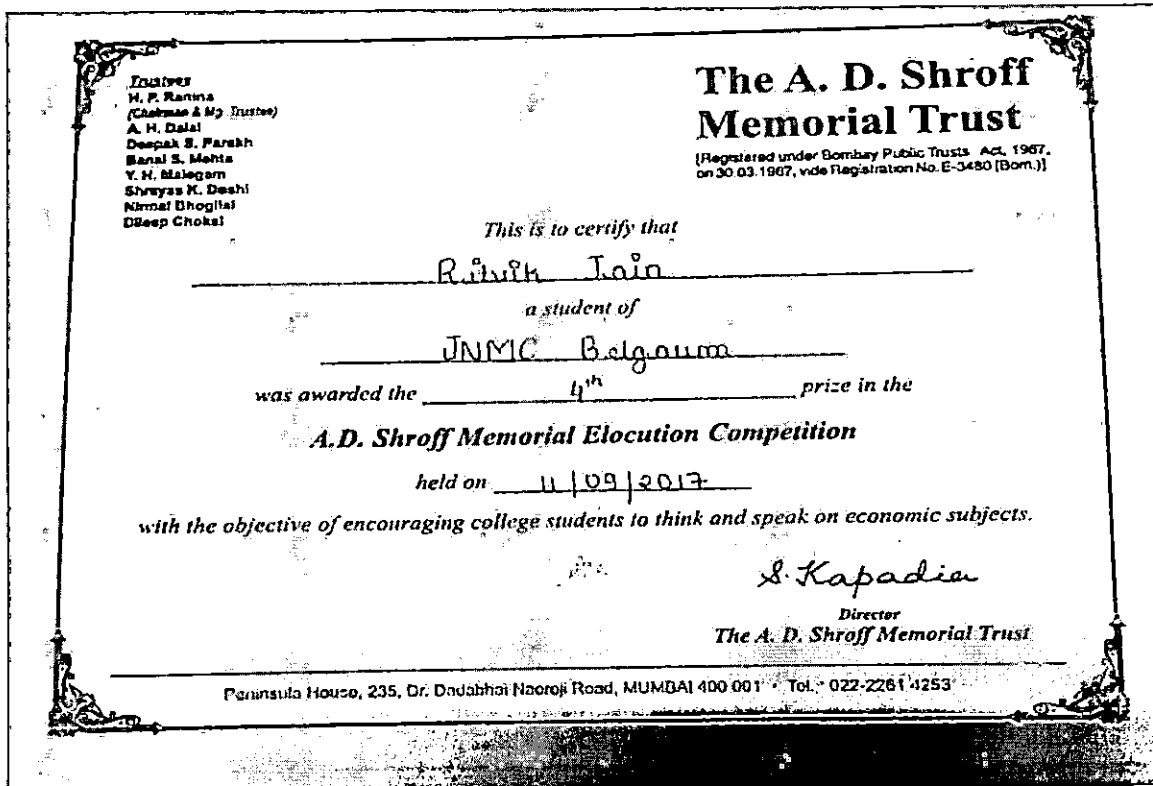 Trustees
H. P. Ranina
(Chairman & Mg. Trustee)
A. H. Dalal
Deepak S. Parekh
Banal S. Mehta
Y. H. Malegam
Shreyas K. Doshi
Nirmal Bhogilal
Dileep Choksi
The A. D. Shroff
Memorial Trust
[Registered under Bombay Public Trusts Act, 1967,
on 30.03.1967, vide Registration No. E-3480 (Bom.)]
This is to certify that
Ritvik Jain
a student of
JNMC Belgaum
was awarded the 4th prize in the
A.D. Shroff Memorial Elocution Competition
held on 11/09/2017
with the objective of encouraging college students to think and speak on economic subjects.
S. Kapadia
Director
The A. D. Shroff Memorial Trust
Peninsula House, 235, Dr. Dadabhai Naoroji Road, MUMBAI 400 001 • Tel.: 022-2261 4253